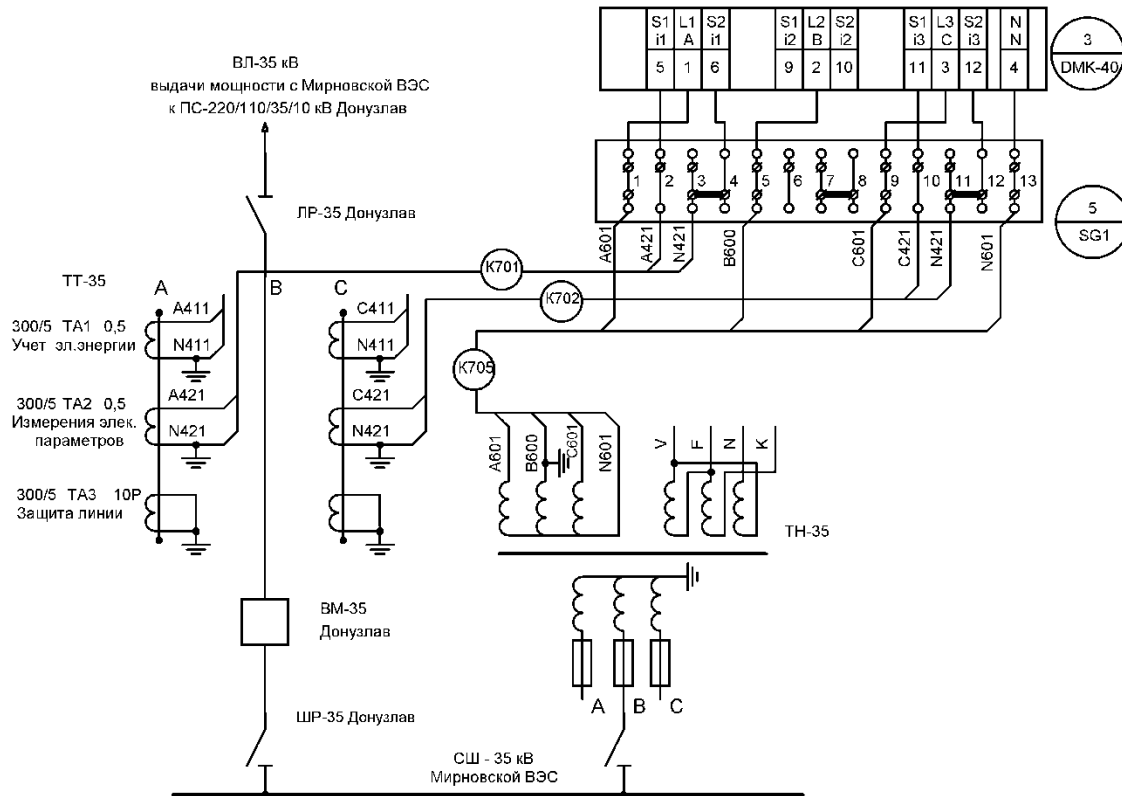 S1 L1 S2 S1 L2 S2 S1 L3 S2 N
i1 A i1 i2 B i2 i3 C i3 N
5 1 6 9 2 10 11 3 12 4
3
DMK-40
ВЛ-35 кВ
выдачи мощности с Мирновской ВЭС
к ПС-220/110/35/10 кВ Донузлав
1 2 3 4 5 6 7 8 9 10 11 12 13
5
SG1
ЛР-35 Донузлав
A601
A421
N421
B600
C601
C421
N421
N601
К701
К702
К705
ТТ-35
A B C
A411
N411
C411
N411
300/5 ТА1 0,5
Учет эл.энергии
A421
N421
C421
N421
300/5 ТА2 0,5
Измерения элек.
параметров
300/5 ТА3 10Р
Защита линии
A601
B600
C601
N601
V F N K
ТН-35
ВМ-35
Донузлав
A B C
ШР-35 Донузлав
СШ - 35 кВ
Мирновской ВЭС